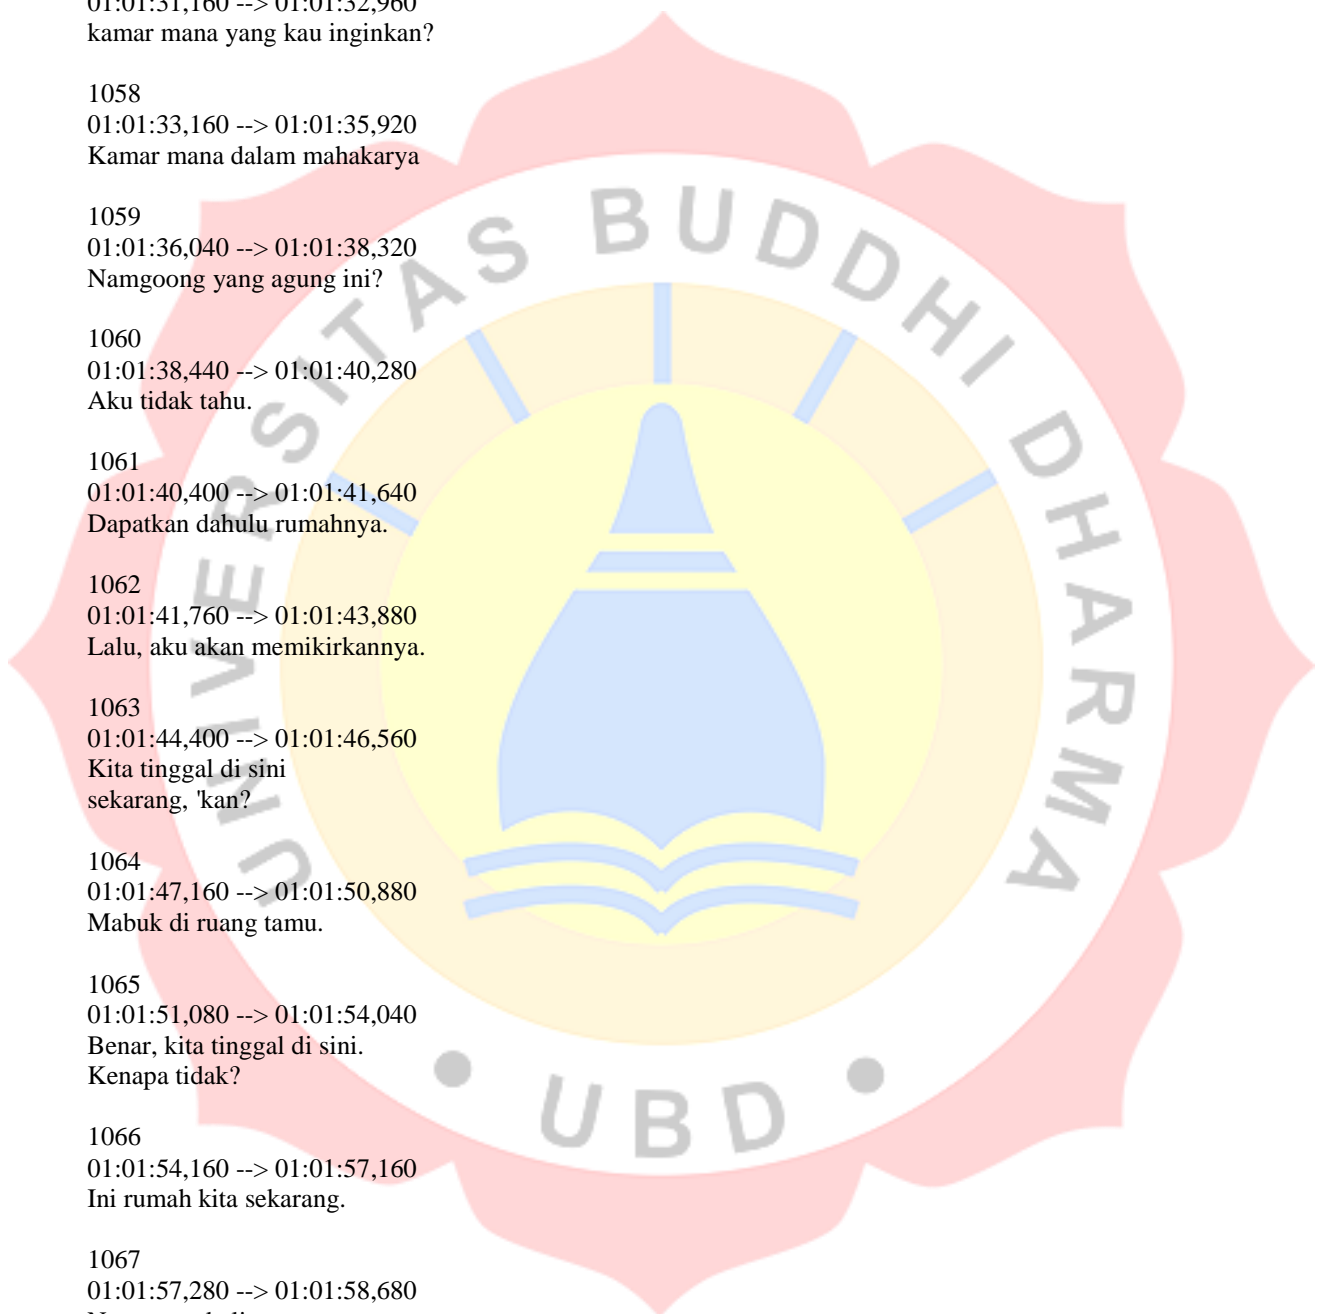 01:01:31,160 --> 01:01:32,960
kamar mana yang kau inginkan?
1058
01:01:33,160 --> 01:01:35,920
Kamar mana dalam mahakarya
1059
01:01:36,040 --> 01:01:38,320
Namgoong yang agung ini?
1060
01:01:38,440 --> 01:01:40,280
Aku tidak tahu.
1061
01:01:40,400 --> 01:01:41,640
Dapatkan dahulu rumahnya.
1062
01:01:41,760 --> 01:01:43,880
Lalu, aku akan memikirkannya.
1063
01:01:44,400 --> 01:01:46,560
Kita tinggal di sini
sekarang, 'kan?
1064
01:01:47,160 --> 01:01:50,880
Mabuk di ruang tamu.
1065
01:01:51,080 --> 01:01:54,040
Benar, kita tinggal di sini.
Kenapa tidak?
1066
01:01:54,160 --> 01:01:57,160
Ini rumah kita sekarang.
1067
01:01:57,280 --> 01:01:58,680
UNIVERSITAS BUDDHI DHARMA
• UBD •